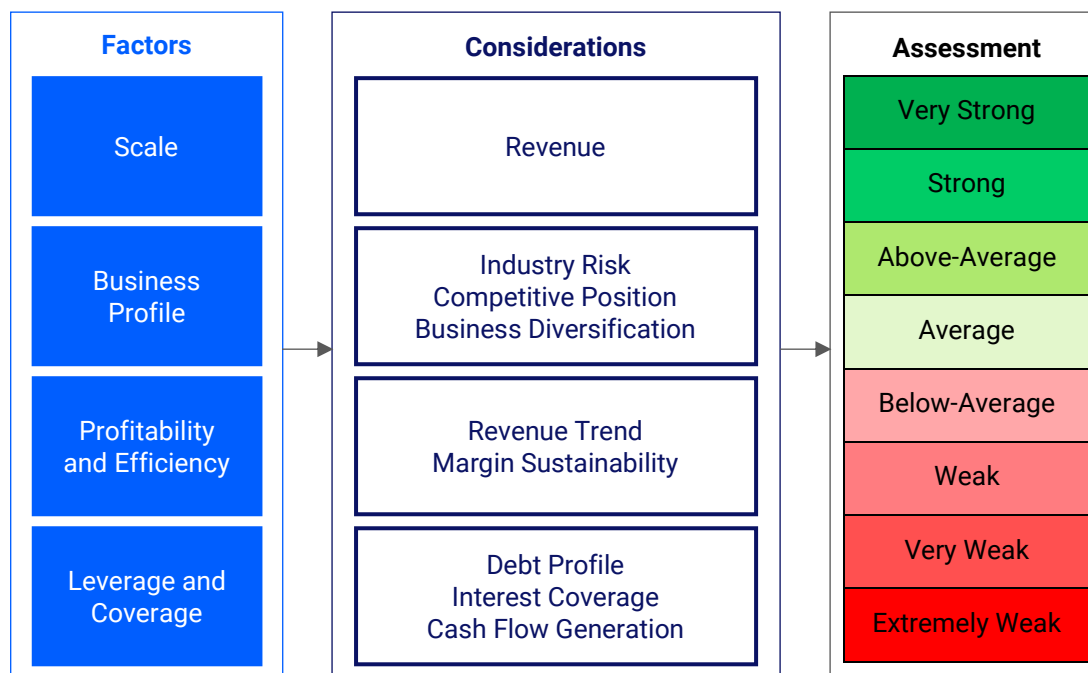 Factors
Scale
Business
Profile
Profitability
and Efficiency
Leverage and
Coverage
Considerations
Revenue
Industry Risk
Competitive Position
Business Diversification
Revenue Trend
Margin Sustainability
Debt Profile
Interest Coverage
Cash Flow Generation
Assessment
Very Strong
Strong
Above-Average
Average
Below-Average
Weak
Very Weak
Extremely Weak